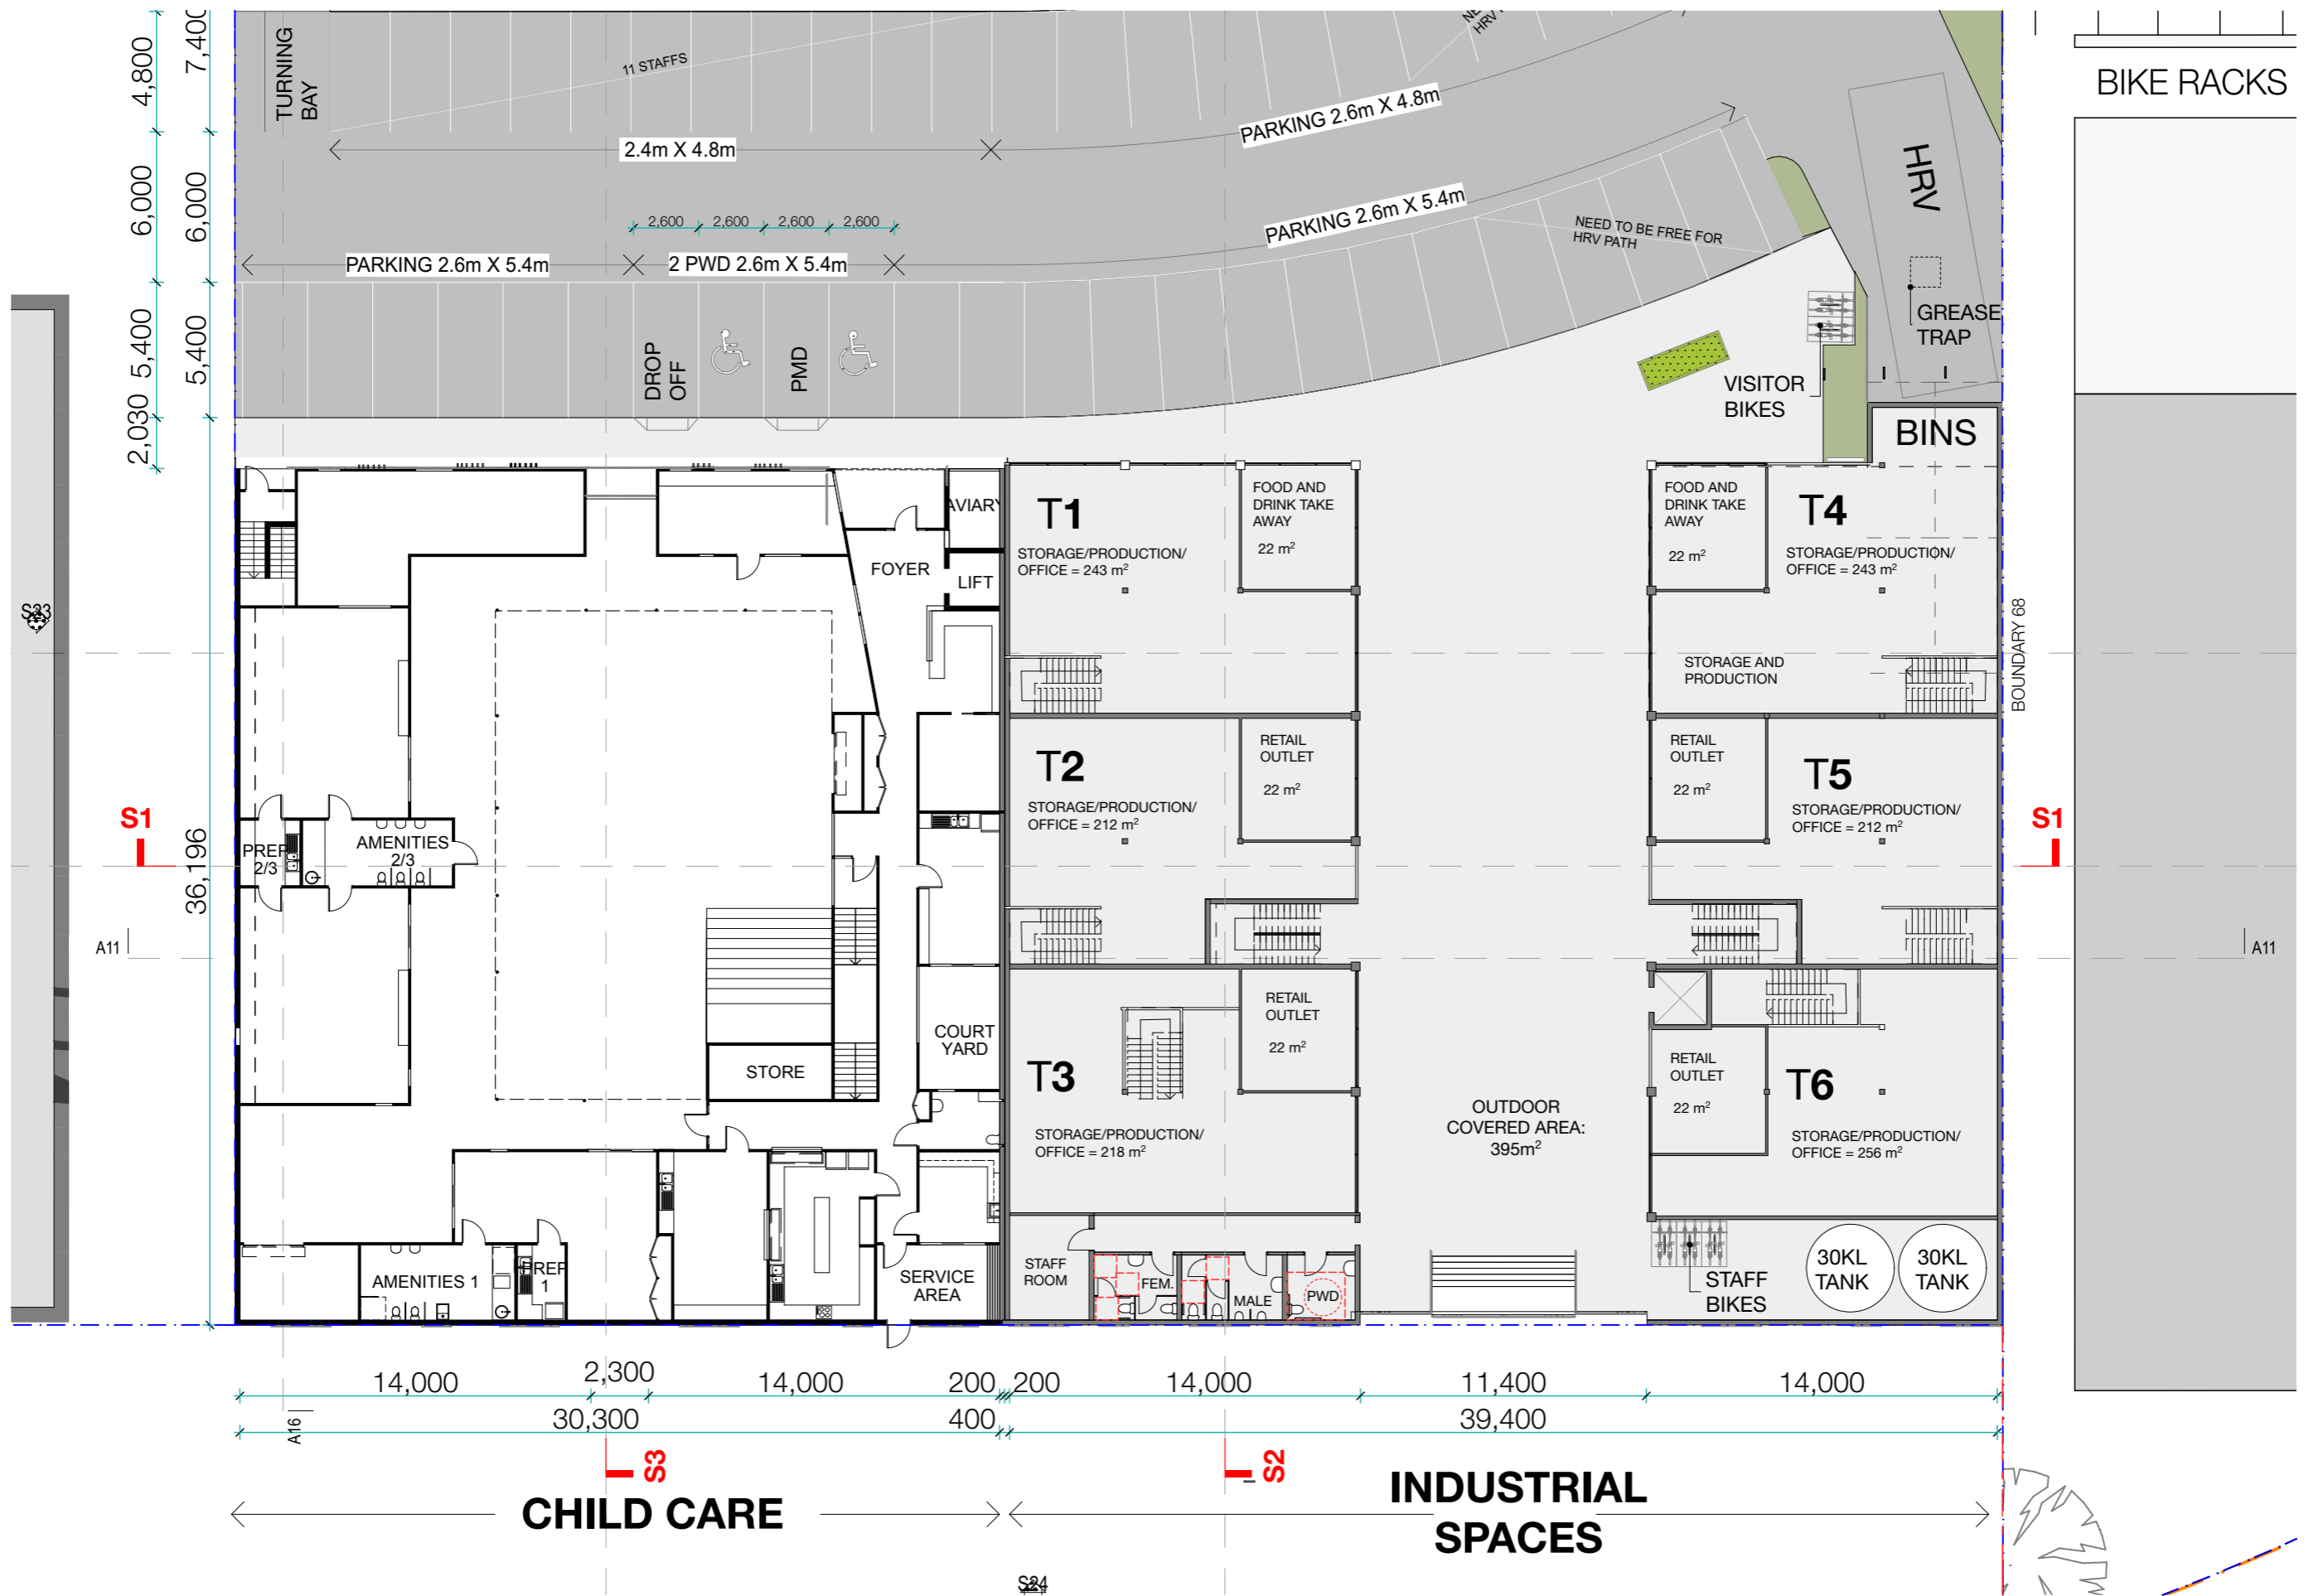 4,800
7,400
TURNING
BAY
11 STAFFS
2.4m X 4.8m
PARKING 2.6m X 4.8m
BIKE RACKS
HRV
6,000
6,000
2,600
2,600
2,600
2,600
PARKING 2.6m X 5.4m
2 PWD 2.6m X 5.4m
PARKING 2.6m X 5.4m
NEED TO BE FREE FOR
HRV PATH
5,400
5,400
DROP
OFF
PMD
GREASE
TRAP
VISITOR
BIKES
2,030
BINS
AVIARY
FOYER
LIFT
T1
STORAGE/PRODUCTION/
OFFICE = 243 m²
FOOD AND
DRINK TAKE
AWAY
22 m²
FOOD AND
DRINK TAKE
AWAY
22 m²
T4
STORAGE/PRODUCTION/
OFFICE = 243 m²
STORAGE AND
PRODUCTION
BOUNDARY 68
S23
T2
STORAGE/PRODUCTION/
OFFICE = 212 m²
RETAIL
OUTLET
22 m²
RETAIL
OUTLET
22 m²
T5
STORAGE/PRODUCTION/
OFFICE = 212 m²
S1
S1
36,196
PREP
2/3
AMENITIES
2/3
A11
A11
COURT
YARD
STORE
T3
STORAGE/PRODUCTION/
OFFICE = 218 m²
RETAIL
OUTLET
22 m²
OUTDOOR
COVERED AREA:
395m²
RETAIL
OUTLET
22 m²
T6
STORAGE/PRODUCTION/
OFFICE = 256 m²
AMENITIES 1
PREP
1
SERVICE
AREA
STAFF
ROOM
FEM.
MALE
PWD
STAFF
BIKES
30KL
TANK
30KL
TANK
14,000
2,300
14,000
200
200
14,000
11,400
14,000
30,300
400
39,400
A16
S3
S2
CHILD CARE
INDUSTRIAL
SPACES
S24